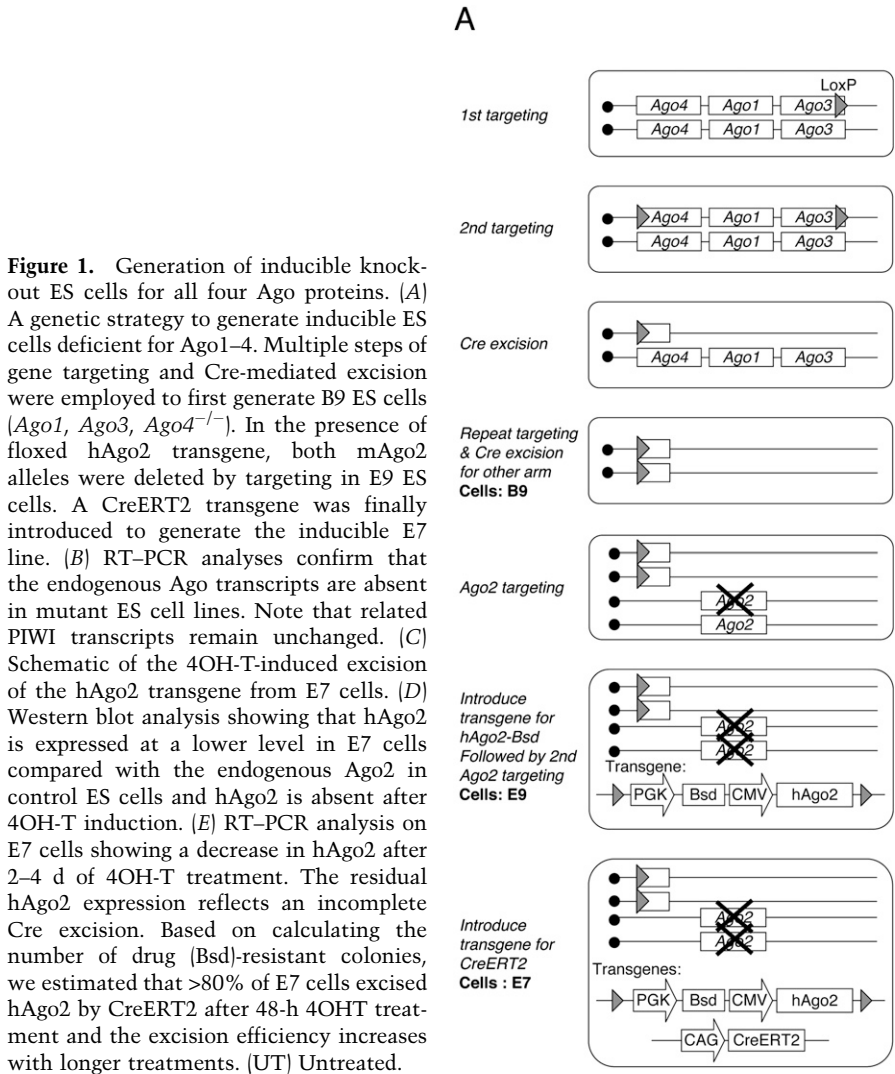 A
Figure 1. Generation of inducible knock-
out ES cells for all four Ago proteins. (A)
A genetic strategy to generate inducible ES
cells deficient for Ago1–4. Multiple steps of
gene targeting and Cre-mediated excision
were employed to first generate B9 ES cells
(Ago1, Ago3, Ago4−/−). In the presence of
floxed hAgo2 transgene, both mAgo2
alleles were deleted by targeting in E9 ES
cells. A CreERT2 transgene was finally
introduced to generate the inducible E7
line. (B) RT–PCR analyses confirm that
the endogenous Ago transcripts are absent
in mutant ES cell lines. Note that related
PIWI transcripts remain unchanged. (C)
Schematic of the 4OH-T-induced excision
of the hAgo2 transgene from E7 cells. (D)
Western blot analysis showing that hAgo2
is expressed at a lower level in E7 cells
compared with the endogenous Ago2 in
control ES cells and hAgo2 is absent after
4OH-T induction. (E) RT–PCR analysis on
E7 cells showing a decrease in hAgo2 after
2–4 d of 4OH-T treatment. The residual
hAgo2 expression reflects an incomplete
Cre excision. Based on calculating the
number of drug (Bsd)-resistant colonies,
we estimated that >80% of E7 cells excised
hAgo2 by CreERT2 after 48-h 4OHT treat-
ment and the excision efficiency increases
with longer treatments. (UT) Untreated.
1st targeting
LoxP
Ago4 Ago1 Ago3
Ago4 Ago1 Ago3
2nd targeting
Ago4 Ago1 Ago3
Ago4 Ago1 Ago3
Cre excision
Ago4 Ago1 Ago3
Repeat targeting
& Cre excision
for other arm
Cells: B9
Ago2 targeting
Ago2
Ago2
Introduce
transgene for
hAgo2-Bsd
Followed by 2nd
Ago2 targeting
Cells: E9
Ago2
Ago2
Transgene:
PGK Bsd CMV hAgo2
Introduce
transgene for
CreERT2
Cells : E7
Ago2
Ago2
Transgenes:
PGK Bsd CMV hAgo2
CAG CreERT2